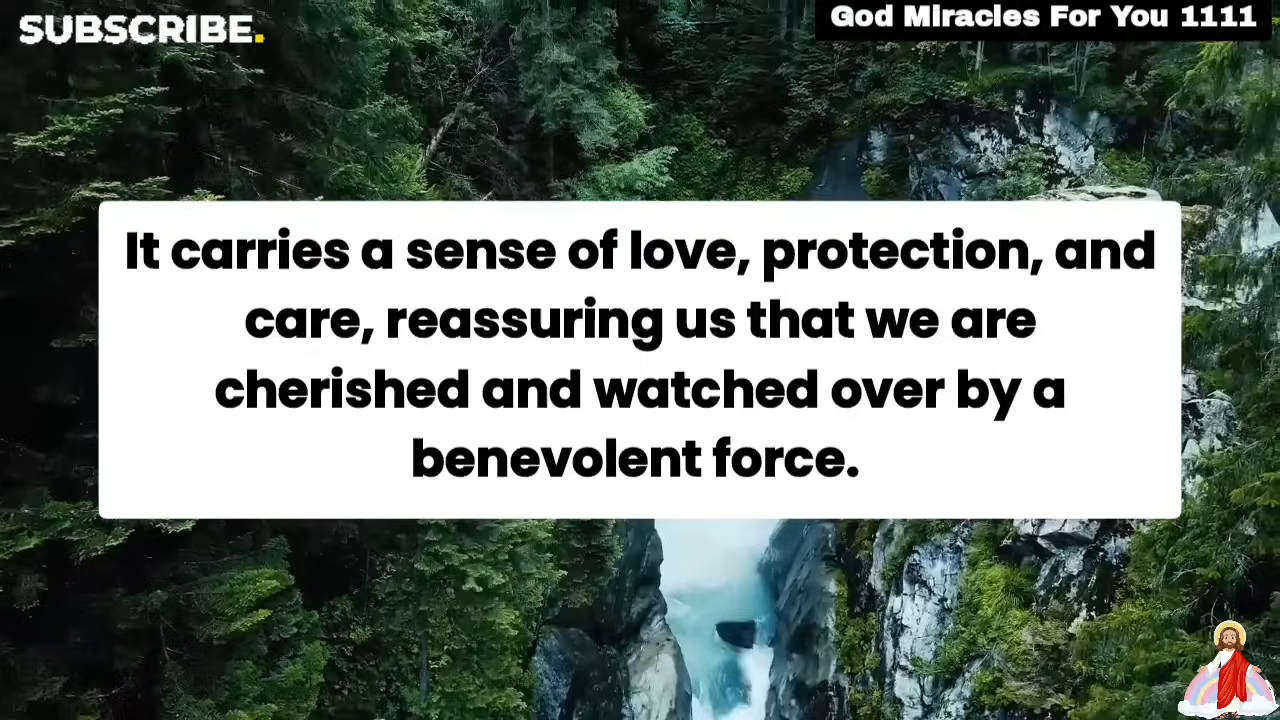 SUBSCRIBE.
God Miracles For You 1111
It carries a sense of love, protection, and
care, reassuring us that we are
cherished and watched over by a
benevolent force.